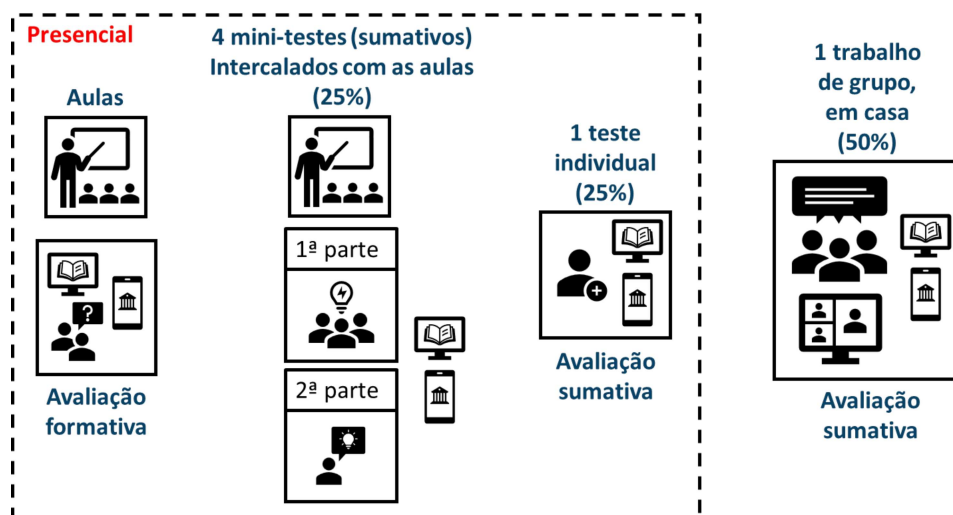 Presencial
Aulas
Avaliação
formativa
4 mini-testes (sumativos)
Intercalados com as aulas
(25%)
1ª parte
2ª parte
1 teste
individual
(25%)
Avaliação
sumativa
1 trabalho
de grupo,
em casa
(50%)
Avaliação
sumativa
?